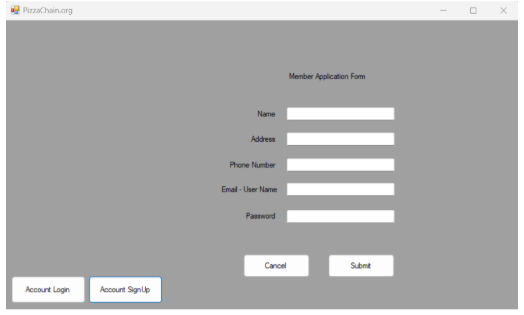 PizzaChain.org
Member Application Form
Name
Address
Phone Number
Email - User Name
Password
Cancel
Submit
Account Login
Account SignUp